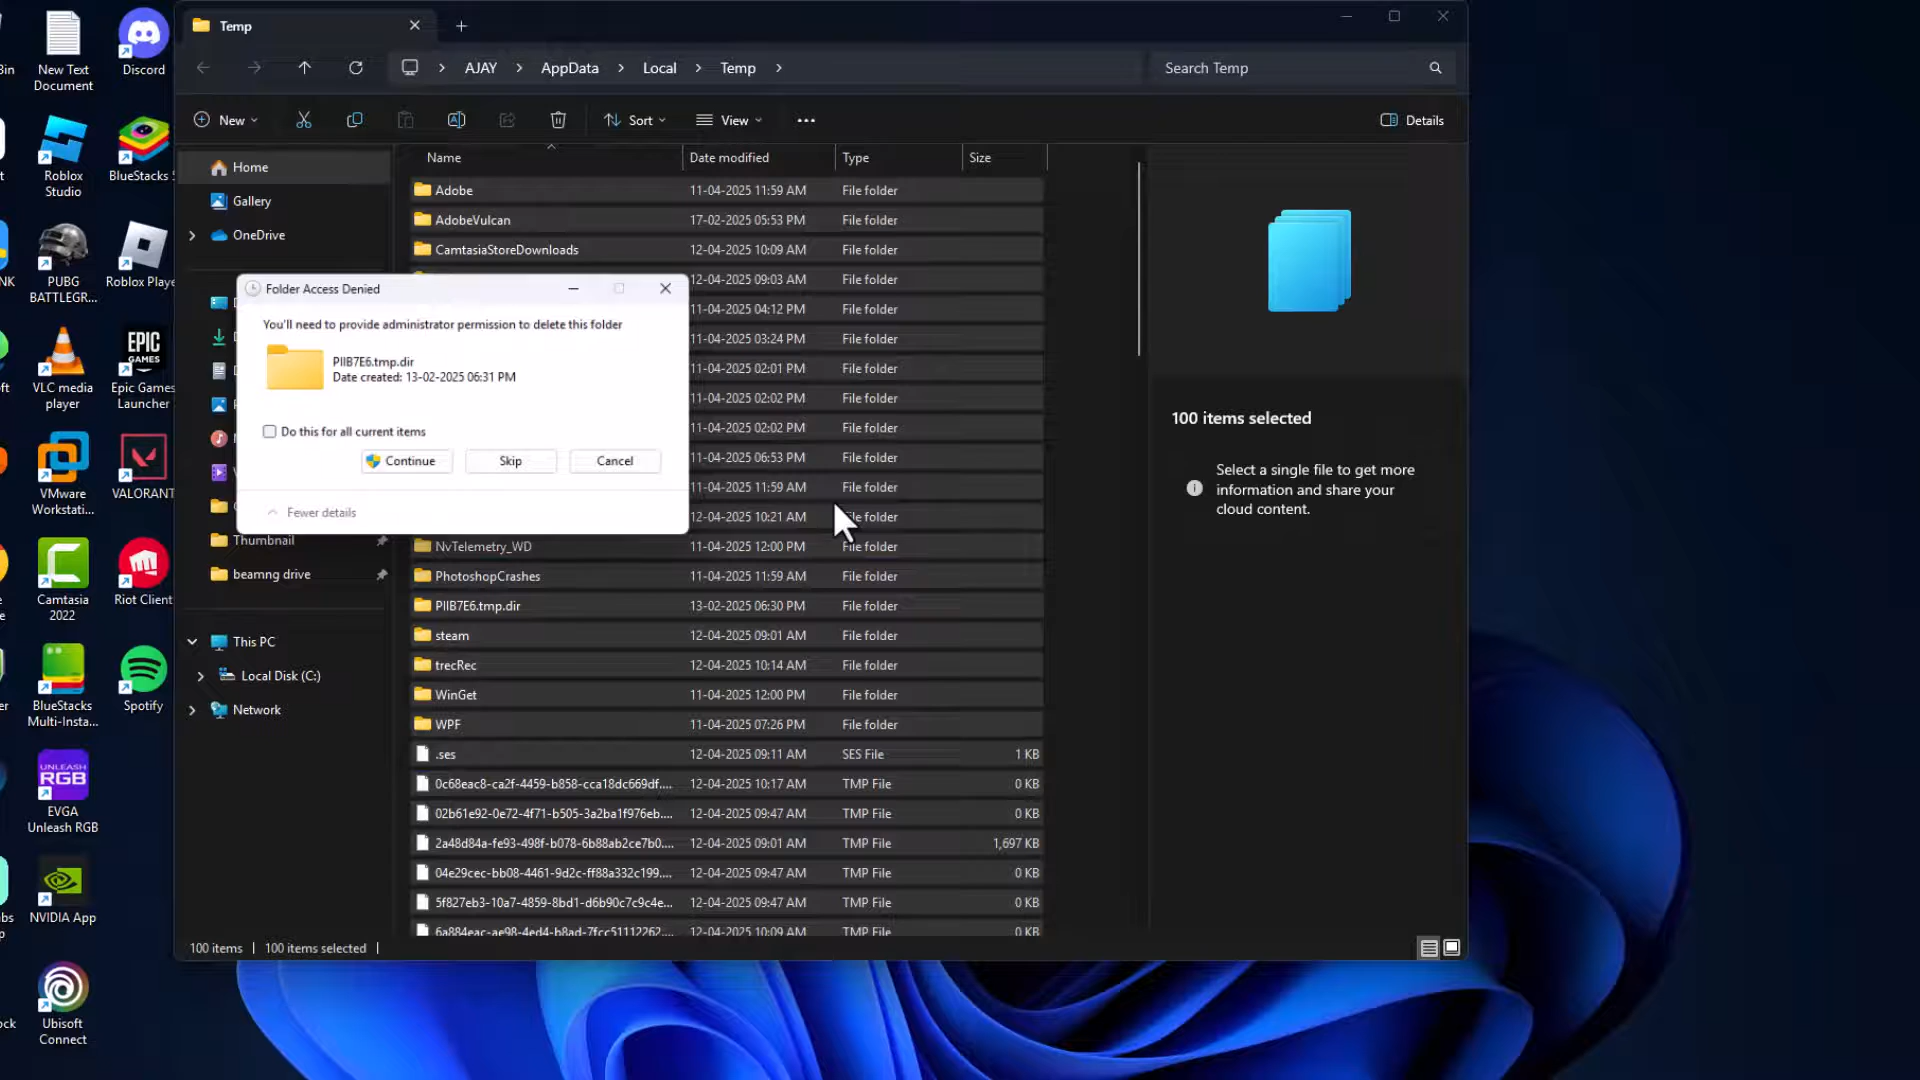 Bin
New Text
Document
Discord
Roblox
Studio
BlueStacks 5
PUBG
BATTLEGR...
Roblox Playe
NK
VLC media
player
EPIC
GAMES
Epic Games
Launcher
VMware
Workstati...
VALORANT
Camtasia
2022
Riot Client
BlueStacks
Multi-Insta...
Spotify
UNLEASH
RGB
EVGA
Unleash RGB
NVIDIA App
Ubisoft
Connect
Temp
AJAY
AppData
Local
Temp
Search Temp
New
Sort
View
Details
Home
Gallery
OneDrive
Thumbnail
beamng drive
This PC
Local Disk (C:)
Network
Name Date modified Type Size
Adobe 11-04-2025 11:59 AM File folder
AdobeVulcan 17-02-2025 05:53 PM File folder
CamtasiaStoreDownloads 12-04-2025 10:09 AM File folder
12-04-2025 09:03 AM File folder
11-04-2025 04:12 PM File folder
11-04-2025 03:24 PM File folder
11-04-2025 02:01 PM File folder
11-04-2025 02:02 PM File folder
11-04-2025 02:02 PM File folder
11-04-2025 06:53 PM File folder
11-04-2025 11:59 AM File folder
12-04-2025 10:21 AM File folder
NvTelemetry_WD 11-04-2025 12:00 PM File folder
PhotoshopCrashes 11-04-2025 11:59 AM File folder
PIIB7E6.tmp.dir 13-02-2025 06:30 PM File folder
steam 12-04-2025 09:01 AM File folder
trecRec 12-04-2025 10:14 AM File folder
WinGet 11-04-2025 12:00 PM File folder
WPF 11-04-2025 07:26 PM File folder
.ses 12-04-2025 09:11 AM SES File 1 KB
0c68eac8-ca2f-4459-b858-cca18dc669df.... 12-04-2025 10:17 AM TMP File 0 KB
02b61e92-0e72-4f71-b505-3a2ba1f976eb.... 12-04-2025 09:47 AM TMP File 0 KB
2a48d84a-fe93-498f-b078-6b88ab2ce7b0.... 12-04-2025 09:01 AM TMP File 1,697 KB
04e29cec-bb08-4461-9d2c-ff88a332c199.... 12-04-2025 09:47 AM TMP File 0 KB
5f827eb3-10a7-4859-8bd1-d6b90c7c9c4e... 12-04-2025 09:47 AM TMP File 0 KB
6a884eac-ae98-4ed4-b8ad-7fcc51112262.... 12-04-2025 10:09 AM TMP File 0 KB
Folder Access Denied
You'll need to provide administrator permission to delete this folder
PIIB7E6.tmp.dir
Date created: 13-02-2025 06:31 PM
Do this for all current items
Continue
Skip
Cancel
Fewer details
100 items selected
Select a single file to get more
information and share your
cloud content.
100 items
100 items selected